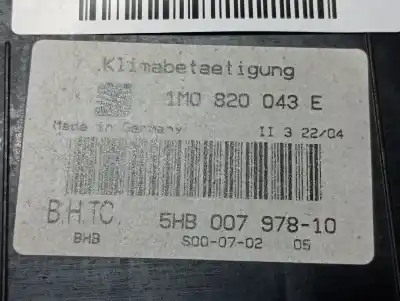 Klimabetaetigung
1M0 820 043 E
Made in Germany II 3 22/04
B.H.TC. 5HB 007 978-10
BHB S00-07-02 05